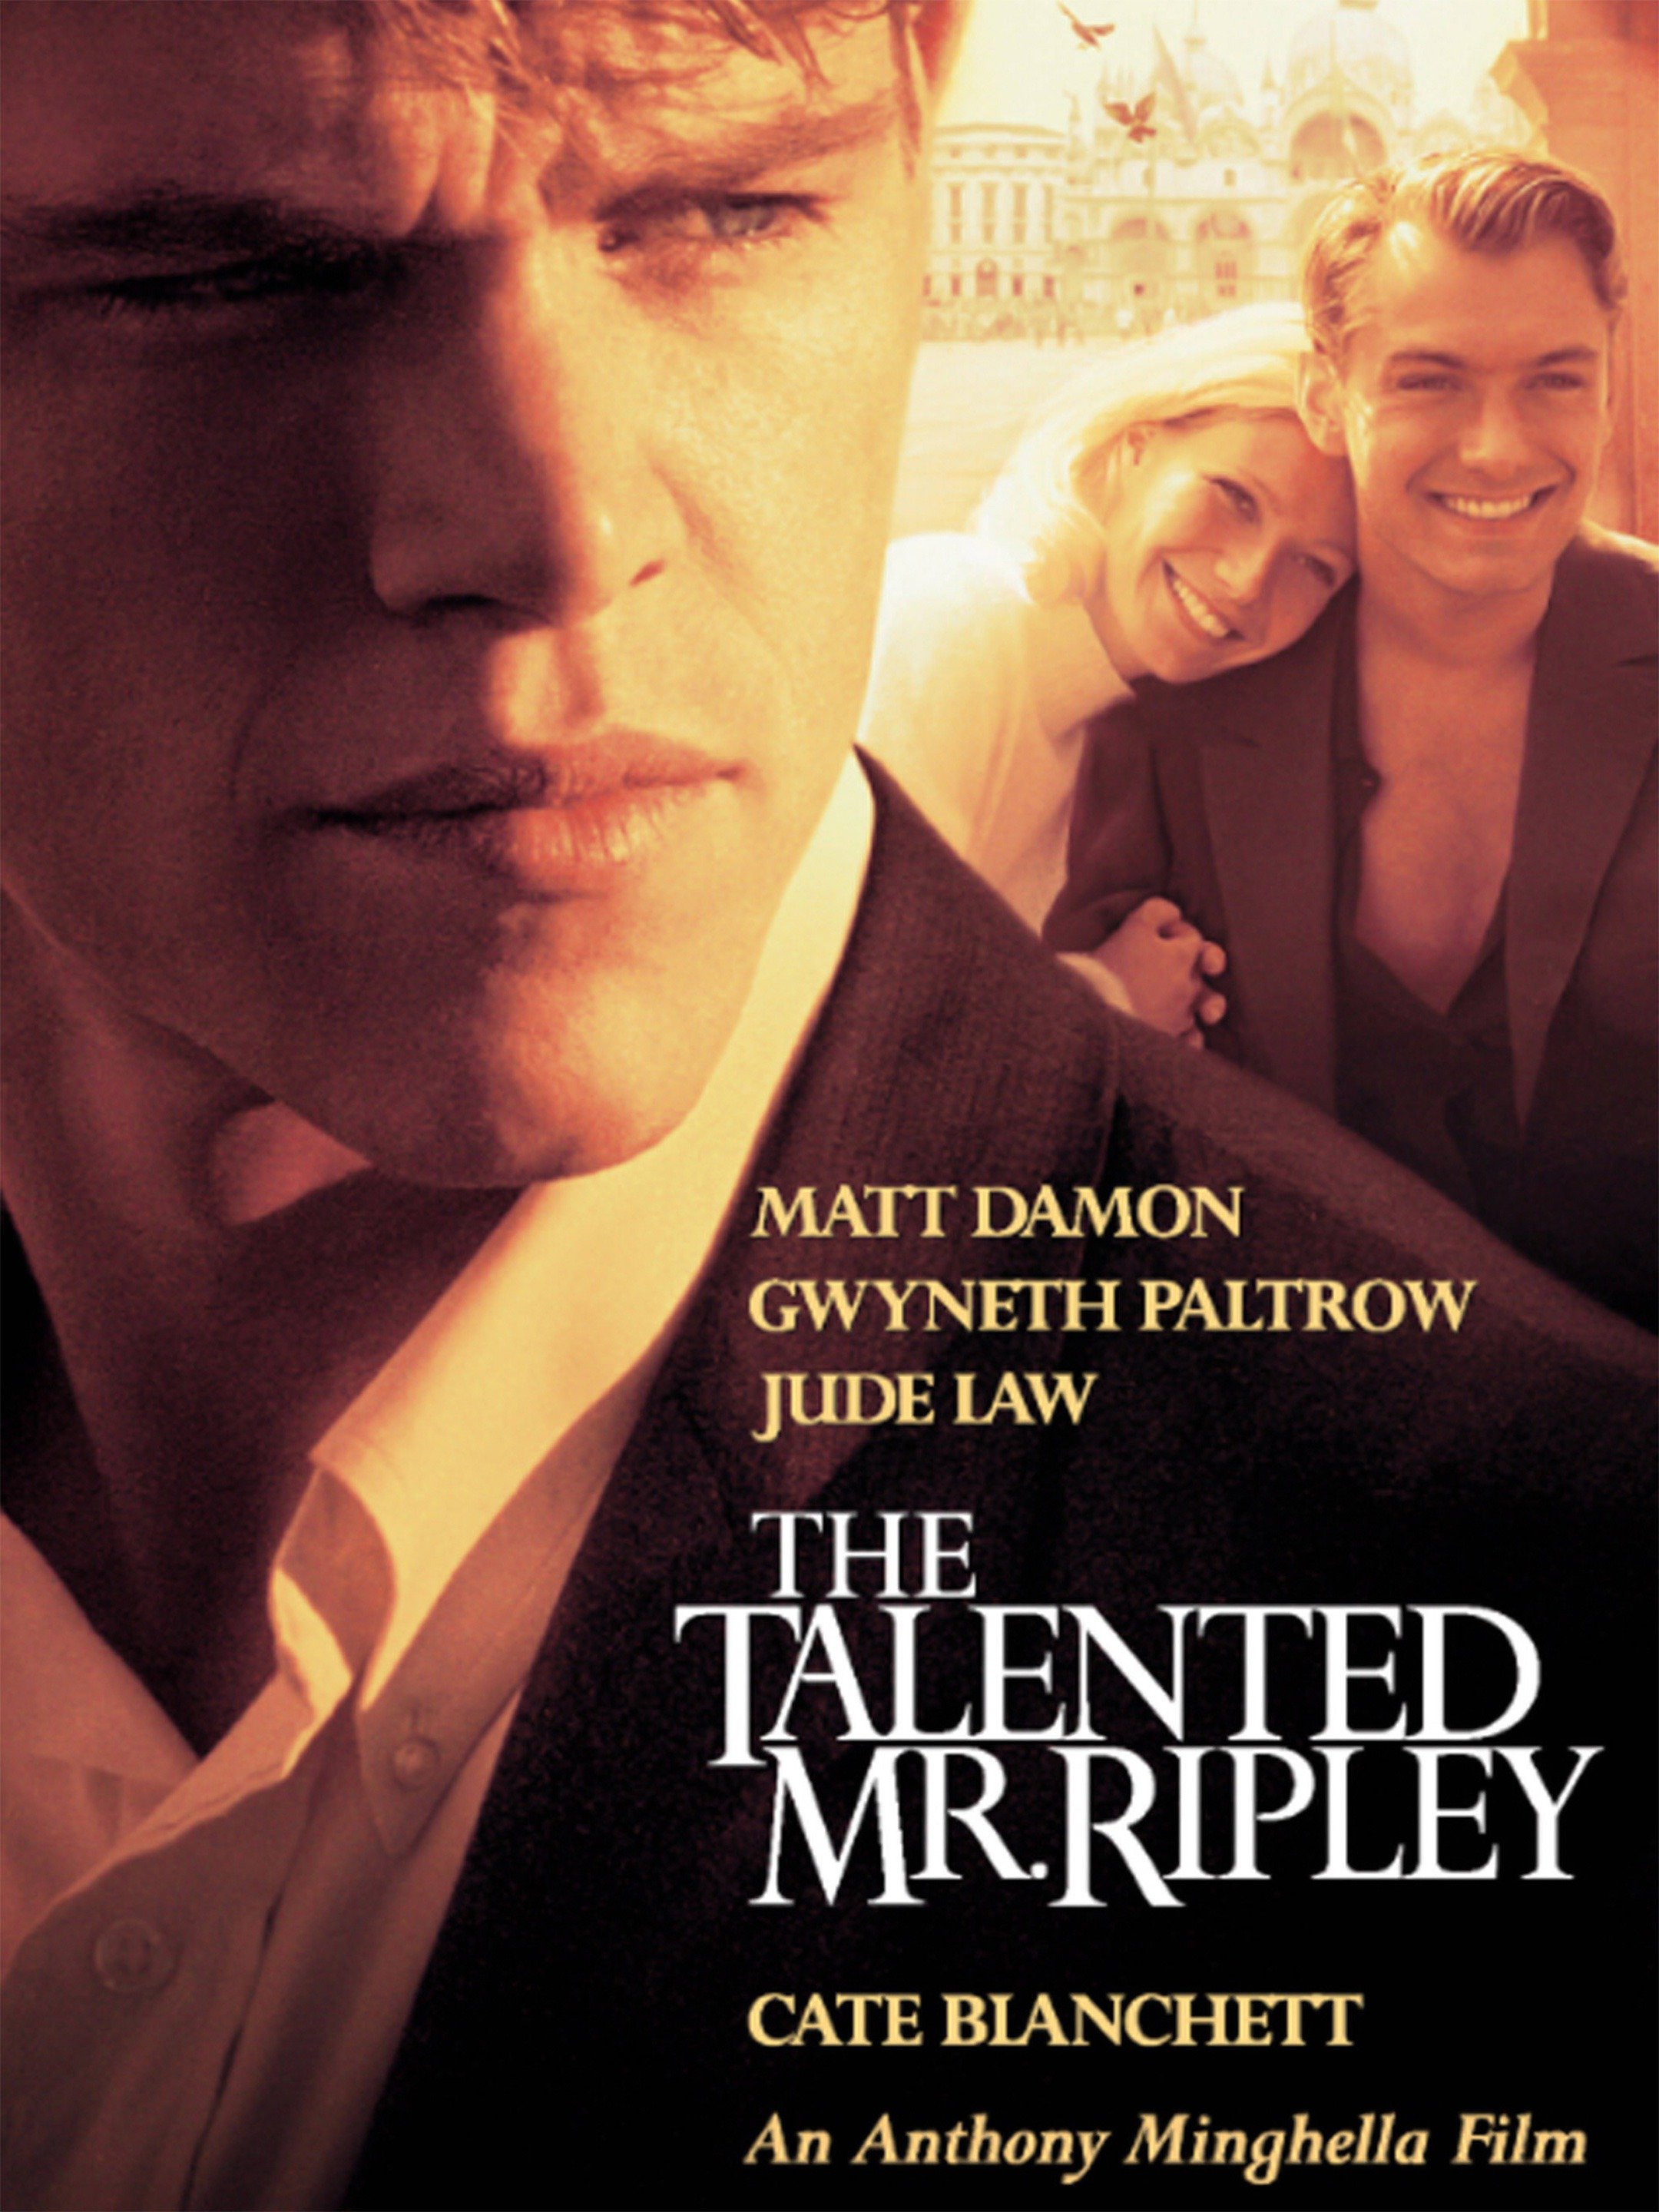 MATT DAMON
GWYNETH PALTROW
JUDE LAW
THE
TALENTED
MR. RIPLEY
CATE BLANCHETT
An Anthony Minghella Film